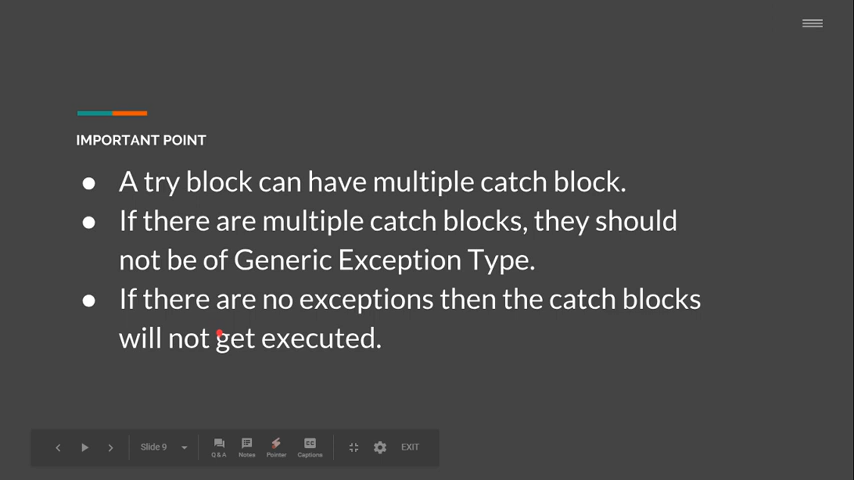 IMPORTANT POINT
● A try block can have multiple catch block.
● If there are multiple catch blocks, they should
not be of Generic Exception Type.
● If there are no exceptions then the catch blocks
will not get executed.
Slide 9
Q&A Notes Pointer Captions
EXIT